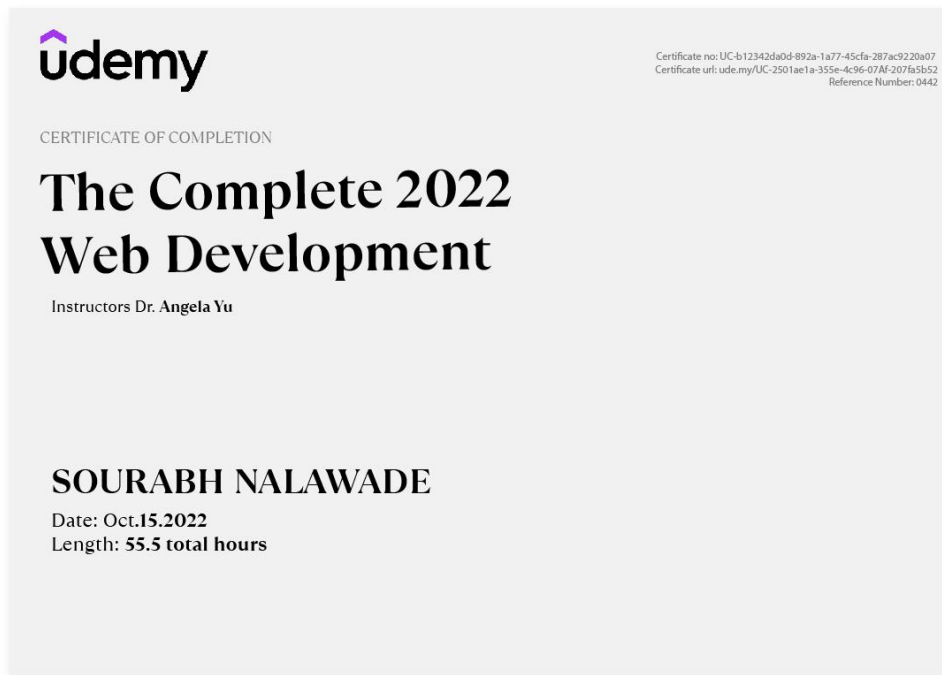 udemy
Certificate no: UC-b12342da0d-892a-1a77-45cfa-287ac9220a07
Certificate url: ude.my/UC-2501ae1a-355e-4c96-07Af-207fa5b52
Reference Number: 0442
CERTIFICATE OF COMPLETION
The Complete 2022
Web Development
Instructors Dr. Angela Yu
SOURABH NALAWADE
Date: Oct.15.2022
Length: 55.5 total hours